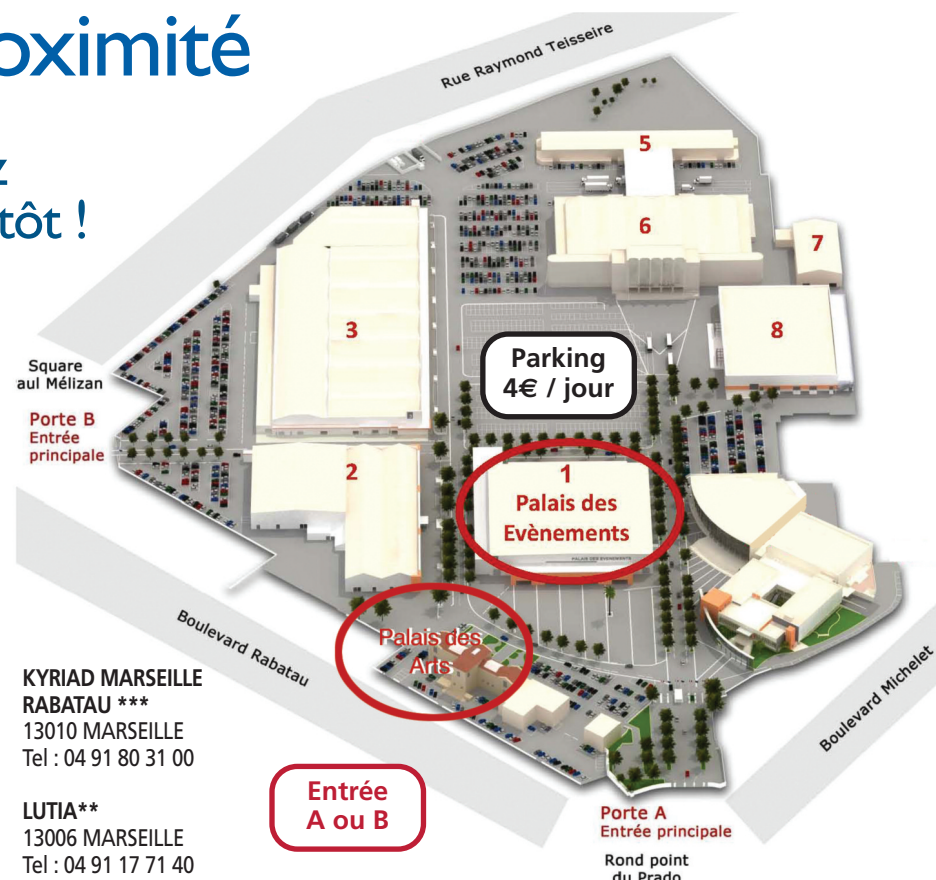 oximité
z
tôt !
Rue Raymond Teisseire
5
6
7
3
8
Parking
4€ / jour
Square
aul Mélizan
Porte B
Entrée
principale
2
1
Palais des
Evènements
PALAIS DES EVENEMENTS
Palais des
Arts
Boulevard Rabatau
Boulevard Michelet
KYRIAD MARSEILLE
RABATAU ***
13010 MARSEILLE
Tel : 04 91 80 31 00
LUTIA**
13006 MARSEILLE
Tel : 04 91 17 71 40
Entrée
A ou B
Porte A
Entrée principale
Rond point
du Prado